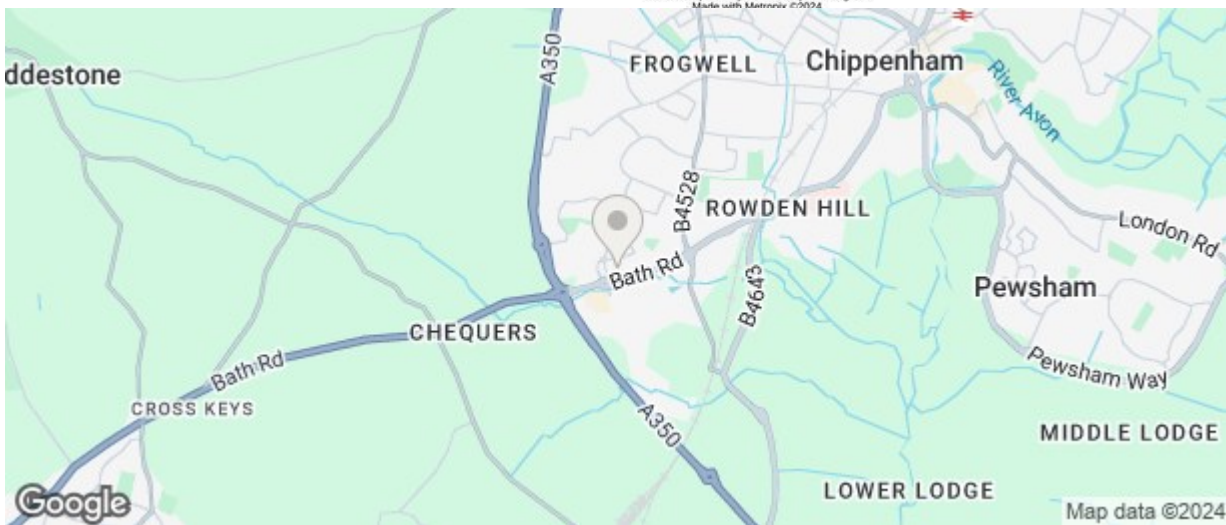 Made with Metropix ©2024
ddestone
A350
FROGWELL
Chippenham
River Avon
B4528
ROWDEN HILL
London Rd
Bath Rd
Pewsham
B4643
CHEQUERS
Bath Rd
Pewsham Way
CROSS KEYS
A350
MIDDLE LODGE
LOWER LODGE
Google
Map data ©2024